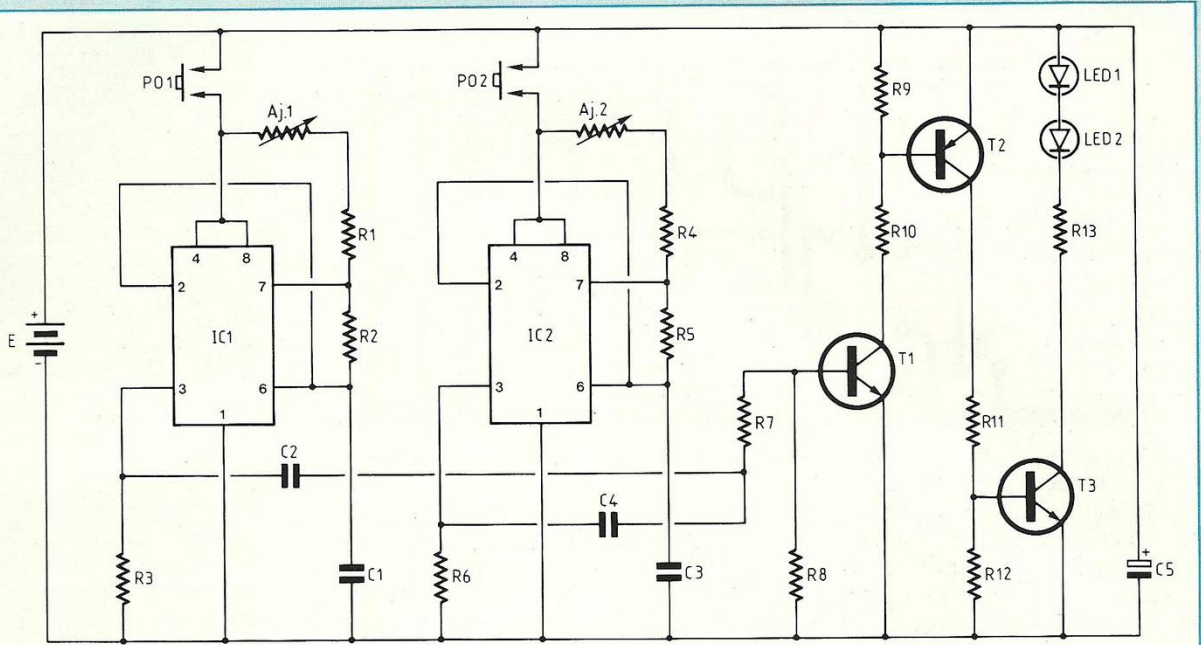 PO1
Aj.1
R1
4 8
2 7
IC1
R2
3 6
1
C2
R3
C1
E
+
-
PO2
Aj.2
R4
4 8
2 7
IC2
R5
3 6
1
C4
R6
C3
R7
R8
T1
R9
R10
T2
R11
R12
T3
LED1
LED2
R13
+
C5